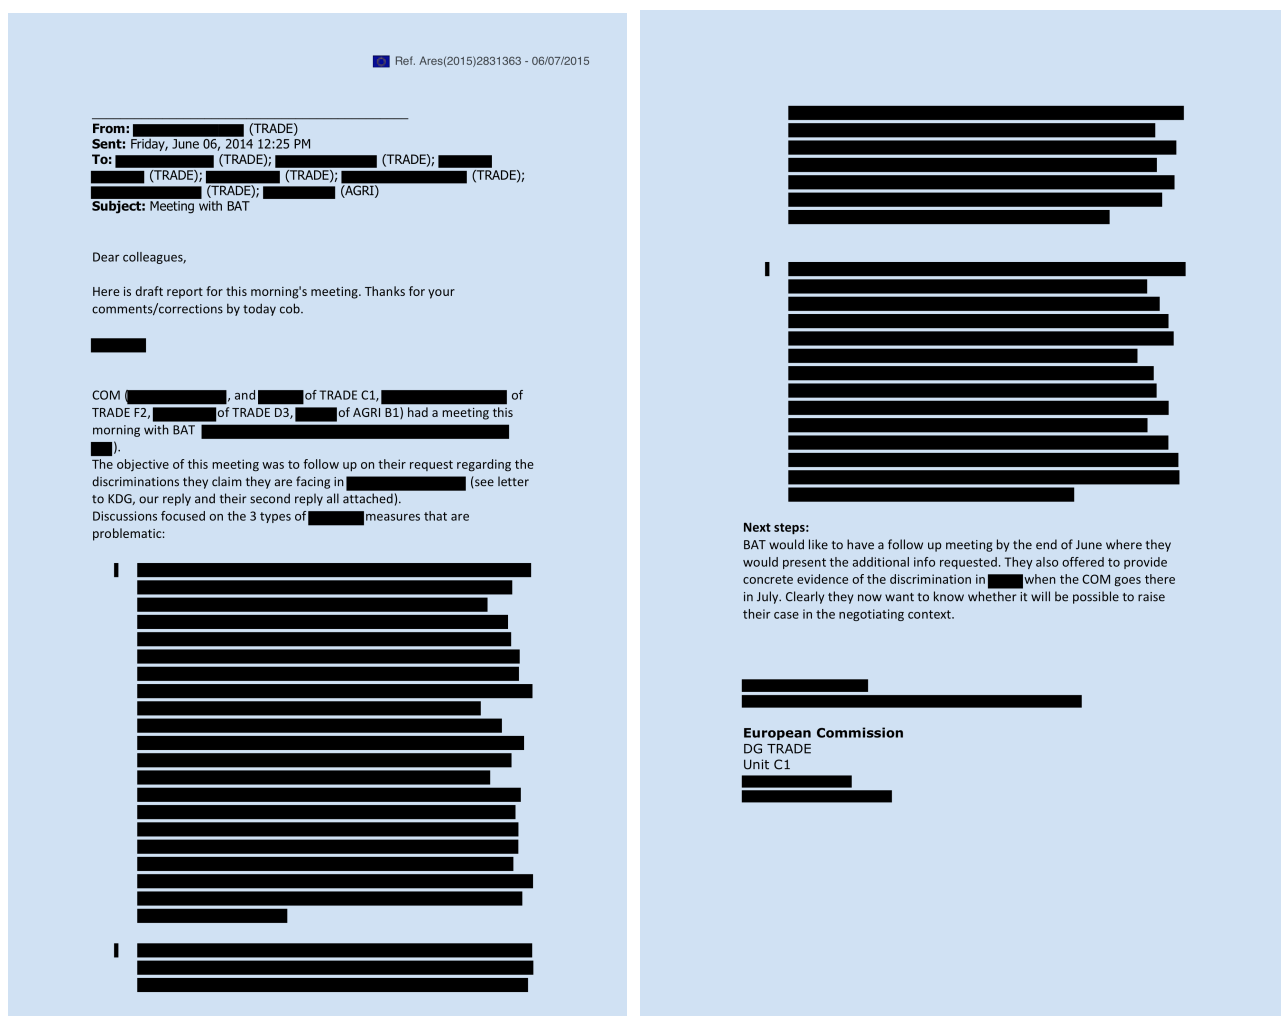 Ref. Ares(2015)2831363 - 06/07/2015
From: (TRADE)
Sent: Friday, June 06, 2014 12:25 PM
To: (TRADE); (TRADE);
(TRADE); (TRADE); (TRADE);
(TRADE); (AGRI)
Subject: Meeting with BAT
Dear colleagues,
Here is draft report for this morning's meeting. Thanks for your
comments/corrections by today cob.
COM ( , and of TRADE C1, of
TRADE F2, of TRADE D3, of AGRI B1) had a meeting this
morning with BAT
).
The objective of this meeting was to follow up on their request regarding the
discriminations they claim they are facing in (see letter
to KDG, our reply and their second reply all attached).
Discussions focused on the 3 types of measures that are
problematic:
Next steps:
BAT would like to have a follow up meeting by the end of June where they
would present the additional info requested. They also offered to provide
concrete evidence of the discrimination in when the COM goes there
in July. Clearly they now want to know whether it will be possible to raise
their case in the negotiating context.
European Commission
DG TRADE
Unit C1